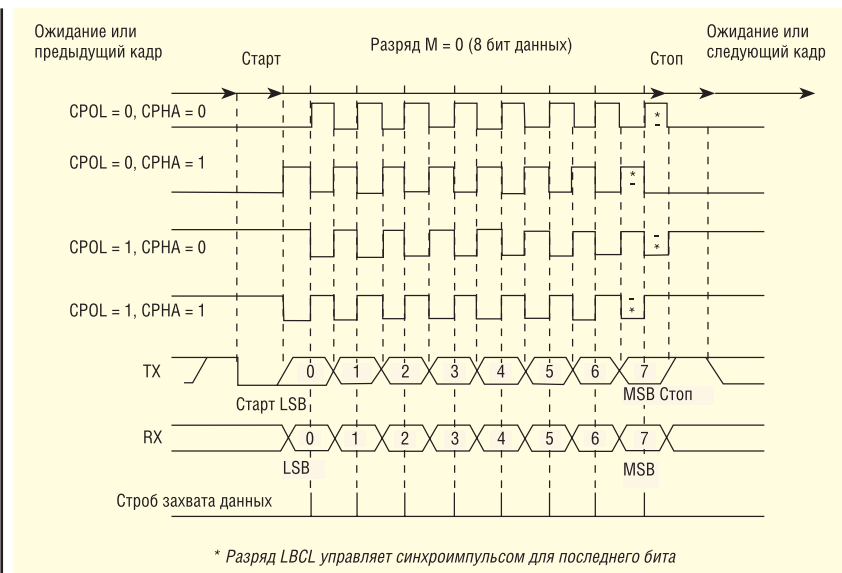 Ожидание или
предыдущий кадр
Старт
Разряд M = 0 (8 бит данных)
Стоп
Ожидание или
следующий кадр
CPOL = 0, CPHA = 0
*
-
CPOL = 0, CPHA = 1
*
-
CPOL = 1, CPHA = 0
-
*
CPOL = 1, CPHA = 1
-
*
TX
0 1 2 3 4 5 6 7
Старт LSB
MSB Стоп
RX
0 1 2 3 4 5 6 7
LSB
MSB
Строб захвата данных
* Разряд LBCL управляет синхроимпульсом для последнего бита